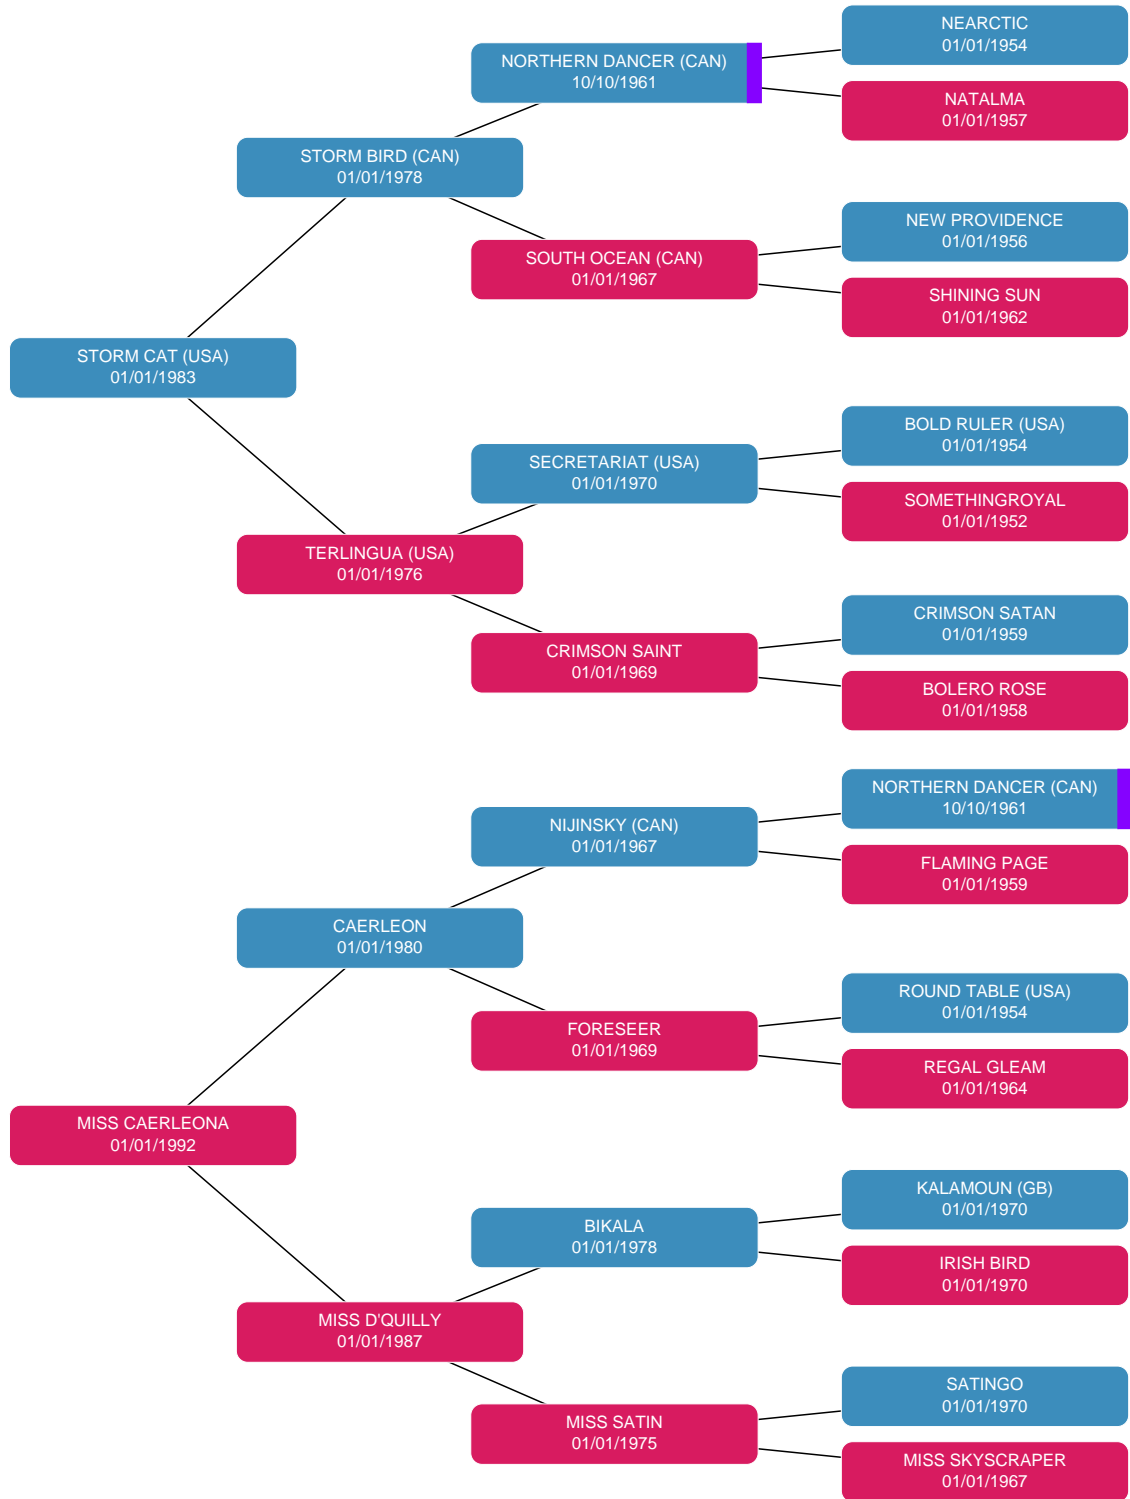 NEARCTIC
01/01/1954
NORTHERN DANCER (CAN)
10/10/1961
NATALMA
01/01/1957
STORM BIRD (CAN)
01/01/1978
NEW PROVIDENCE
01/01/1956
SOUTH OCEAN (CAN)
01/01/1967
SHINING SUN
01/01/1962
STORM CAT (USA)
01/01/1983
BOLD RULER (USA)
01/01/1954
SECRETARIAT (USA)
01/01/1970
SOMETHINGROYAL
01/01/1952
TERLINGUA (USA)
01/01/1976
CRIMSON SATAN
01/01/1959
CRIMSON SAINT
01/01/1969
BOLERO ROSE
01/01/1958
NORTHERN DANCER (CAN)
10/10/1961
NIJINSKY (CAN)
01/01/1967
FLAMING PAGE
01/01/1959
CAERLEON
01/01/1980
ROUND TABLE (USA)
01/01/1954
FORESEER
01/01/1969
REGAL GLEAM
01/01/1964
MISS CAERLEONA
01/01/1992
KALAMOUN (GB)
01/01/1970
BIKALA
01/01/1978
IRISH BIRD
01/01/1970
MISS D'QUILLY
01/01/1987
SATINGO
01/01/1970
MISS SATIN
01/01/1975
MISS SKYSCRAPER
01/01/1967